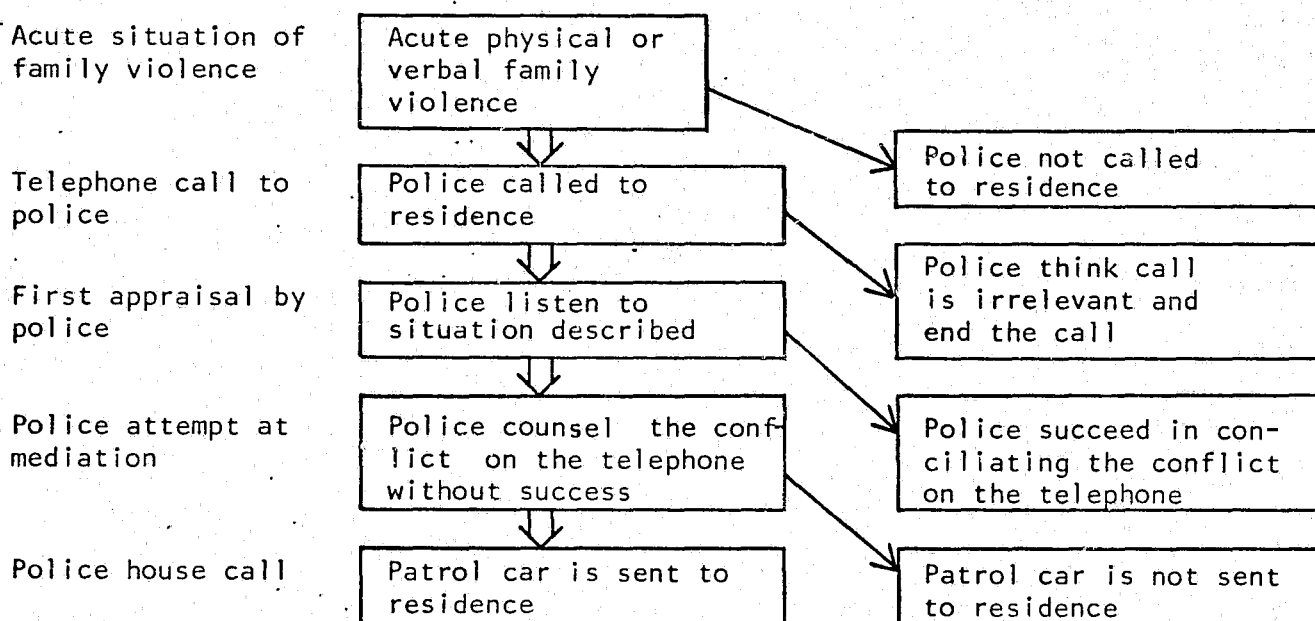 Acute situation of
family violence
Acute physical or
verbal family
violence
Police not called
to residence
Telephone call to
police
Police called to
residence
Police think call
is irrelevant and
end the call
First appraisal by
police
Police listen to
situation described
Police attempt at
mediation
Police counsel the conf-
lict on the telephone
without success
Police succeed in con-
ciliating the conflict
on the telephone
Police house call
Patrol car is sent to
residence
Patrol car is not sent
to residence